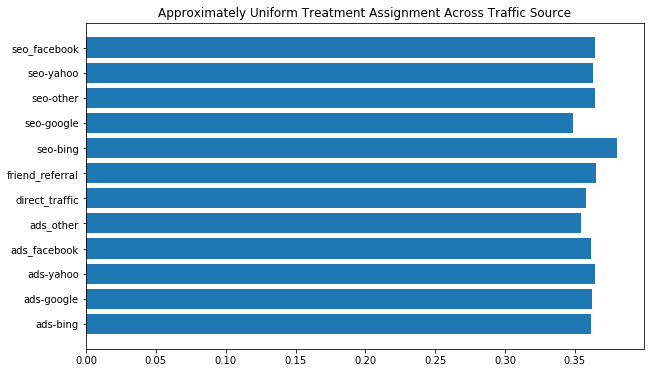 Approximately Uniform Treatment Assignment Across Traffic Source
seo_facebook
seo-yahoo
seo-other
seo-google
seo-bing
friend_referral
direct_traffic
ads_other
ads_facebook
ads-yahoo
ads-google
ads-bing
0.00 0.05 0.10 0.15 0.20 0.25 0.30 0.35